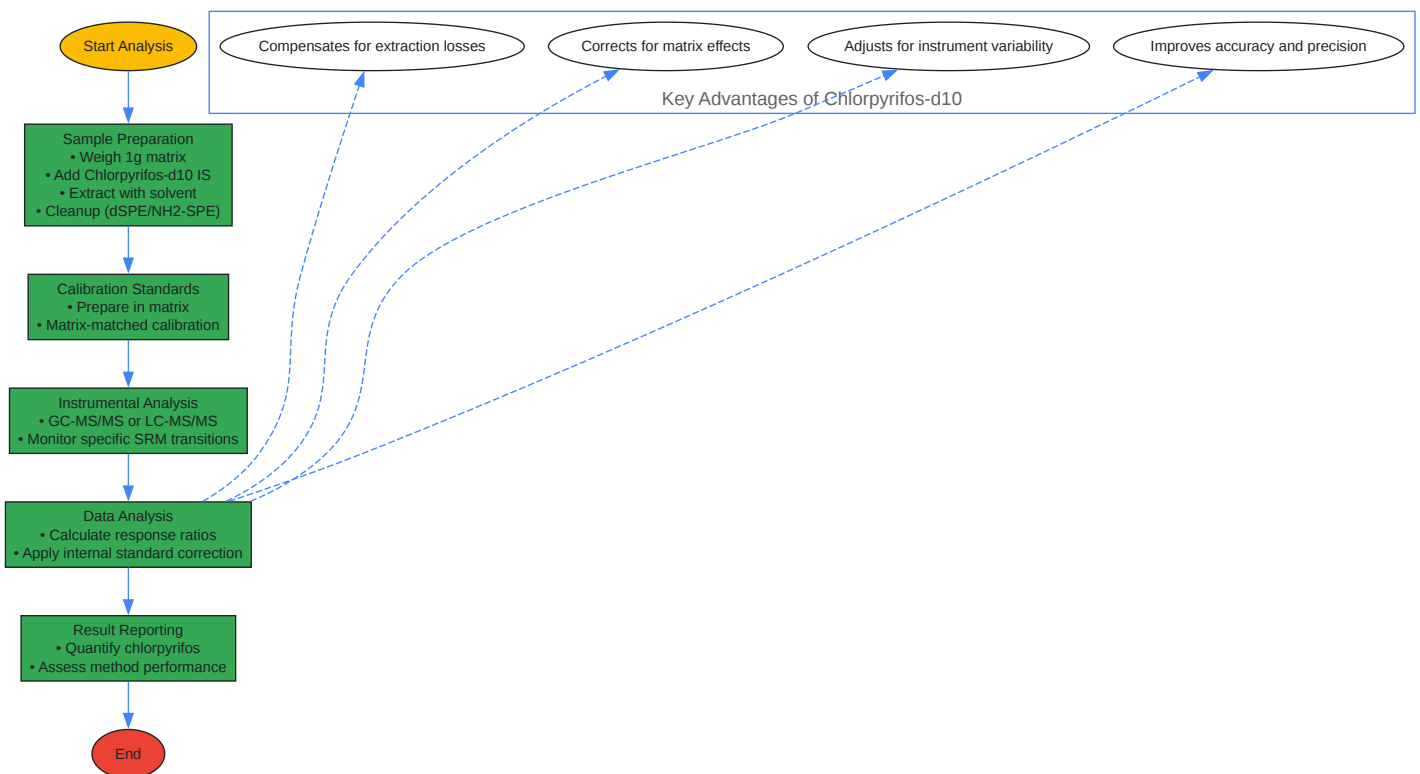 Start Analysis
Compensates for extraction losses
Corrects for matrix effects
Adjusts for instrument variability
Improves accuracy and precision
Key Advantages of Chlorpyrifos-d10
Sample Preparation
• Weigh 1g matrix
• Add Chlorpyrifos-d10 IS
• Extract with solvent
• Cleanup (dSPE/NH2-SPE)
Calibration Standards
• Prepare in matrix
• Matrix-matched calibration
Instrumental Analysis
• GC-MS/MS or LC-MS/MS
• Monitor specific SRM transitions
Data Analysis
• Calculate response ratios
• Apply internal standard correction
Result Reporting
• Quantify chlorpyrifos
• Assess method performance
End